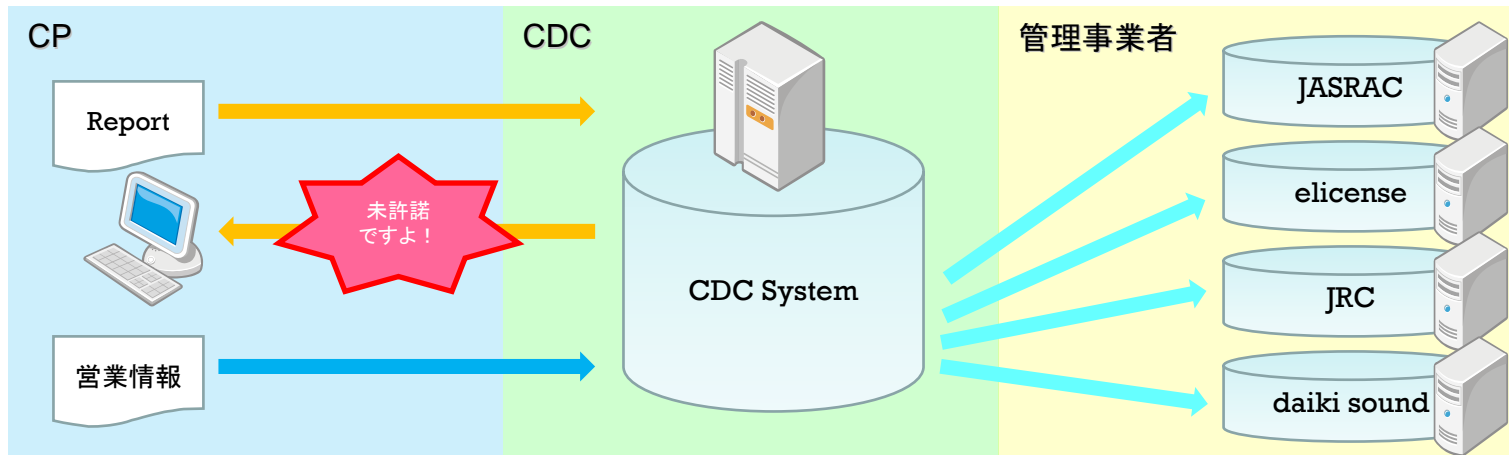 CP
CDC
管理事業者
Report
未許諾
ですよ！
営業情報
CDC System
JASRAC
elicense
JRC
daiki sound